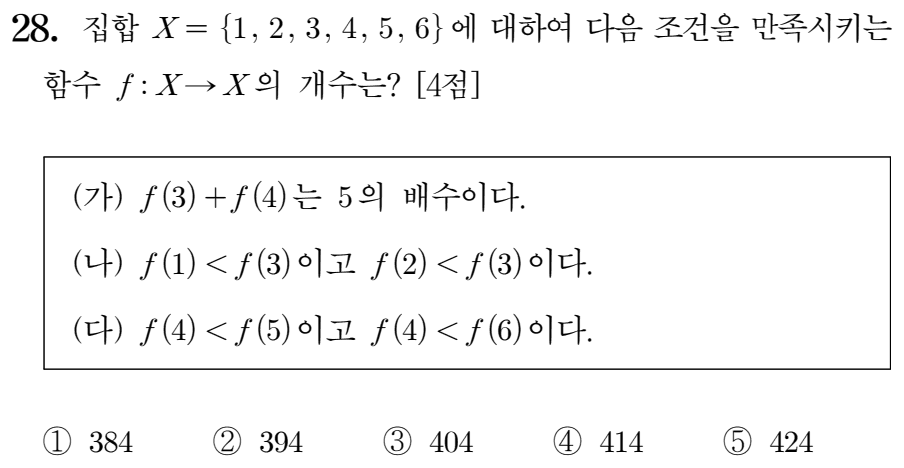 28. 집합 X = {1, 2, 3, 4, 5, 6}에 대하여 다음 조건을 만족시키는
함수 f : X → X의 개수는? [4점]
(가) f(3)+f(4)는 5의 배수이다.
(나) f(1)<f(3)이고 f(2)<f(3)이다.
(다) f(4)<f(5)이고 f(4)<f(6)이다.
① 384 ② 394 ③ 404 ④ 414 ⑤ 424